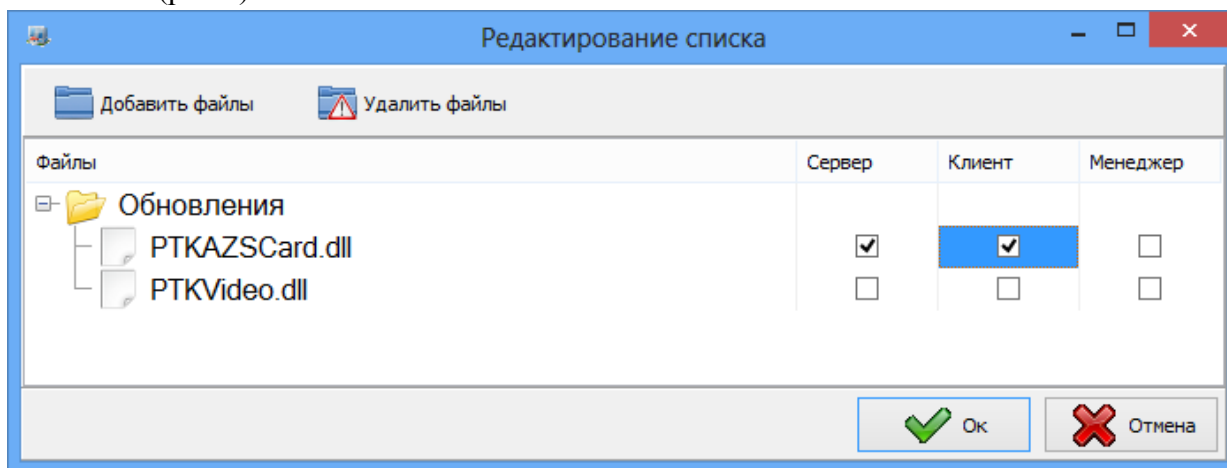 Редактирование списка
Добавить файлы Удалить файлы
Файлы Сервер Клиент Менеджер
Обновления
PTKAZSCard.dll
PTKVideo.dll
Ок Отмена